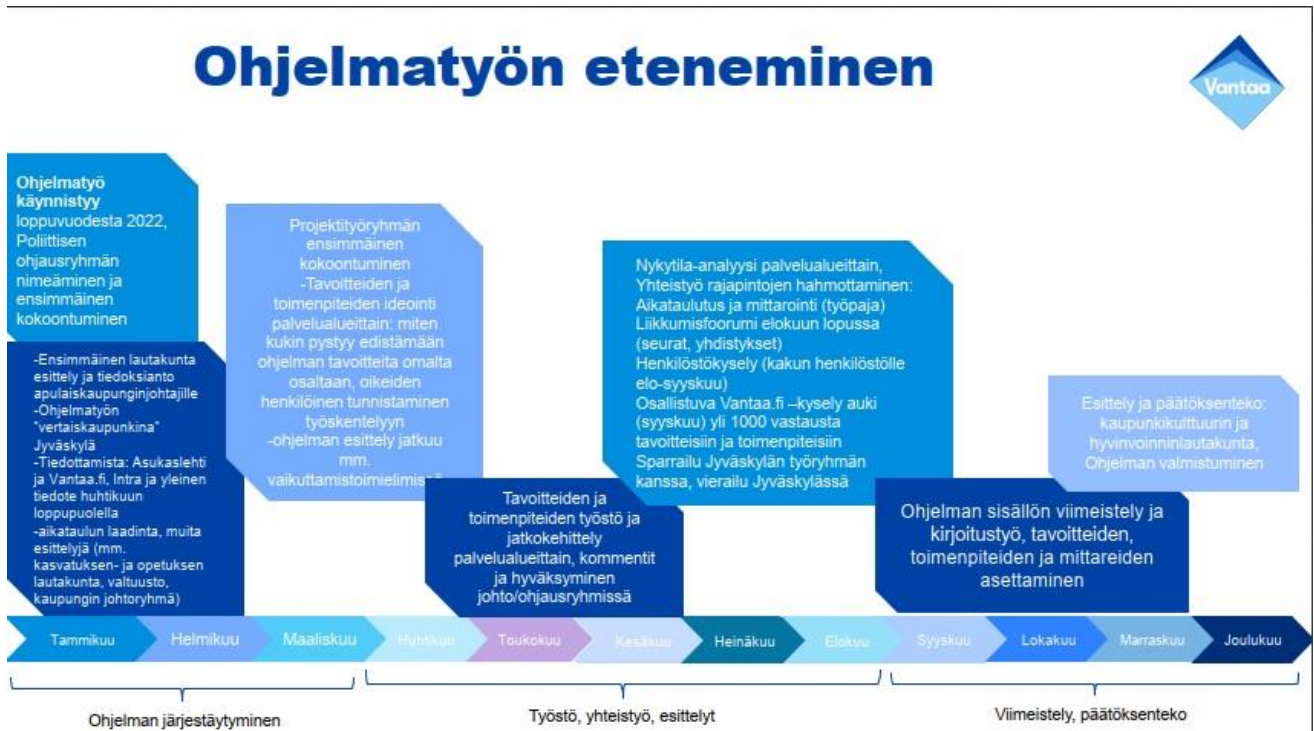 Ohjelmatyön eteneminen
Vantaa
Ohjelmatyö
käynnistyy
loppuvuodesta 2022,
Poliittisen
ohjausryhmän
nimeäminen ja
ensimmäinen
kokoontuminen
-Ensimmäinen lautakunta
esittely ja tiedoksianto
apulaiskaupunginjohtajille
-Ohjelmatyön
"vertaiskaupunkina"
Jyväskylä
-Tiedottamista: Asukaslehti
ja Vantaa.fi, Intra ja yleinen
tiedote huhtikuun
loppupuolella
-aikataulun laadinta, muita
esittelyjä (mm.
kasvatuksen- ja opetuksen
lautakunta, valtuusto,
kaupungin johtoryhmä)
Projektityöryhmän
ensimmäinen
kokoontuminen
-Tavoitteiden ja
toimenpiteiden ideointi
palvelualueittain: miten
kukin pystyy edistämään
ohjelman tavoitteita omalta
osaltaan, oikeiden
henkilöinen tunnistaminen
työskentelyyn
-ohjelman esittely jatkuu
mm.
vaikuttamistoimielimissä
Tavoitteiden ja
toimenpiteiden työstö ja
jatkokehittely
palvelualueittain, kommentit
ja hyväksyminen
johto/ohjausryhmissä
Nykytila-analyysi palvelualueittain,
Yhteistyö rajapintojen hahmottaminen:
Aikataulutus ja mittarointi (työpaja)
Liikkumisfoorumi elokuun lopussa
(seurat, yhdistykset)
Henkilöstökysely (kakun henkilöstölle
elo-syyskuu)
Osallistuva Vantaa.fi –kysely auki
(syyskuu) yli 1000 vastausta
tavoitteisiin ja toimenpiteisiin
Sparrailu Jyväskylän työryhmän
kanssa, vierailu Jyväskylässä
Ohjelman sisällön viimeistely ja
kirjoitustyö, tavoitteiden,
toimenpiteiden ja mittareiden
asettaminen
Esittely ja päätöksenteko:
kaupunkikulttuurin ja
hyvinvoinninlautakunta,
Ohjelman valmistuminen
Tammikuu Helmikuu Maaliskuu Huhtikuu Toukokuu Kesäkuu Heinäkuu Elokuu Syyskuu Lokakuu Marraskuu Joulukuu
Ohjelman järjestäytyminen
Työstö, yhteistyö, esittelyt
Viimeistely, päätöksenteko